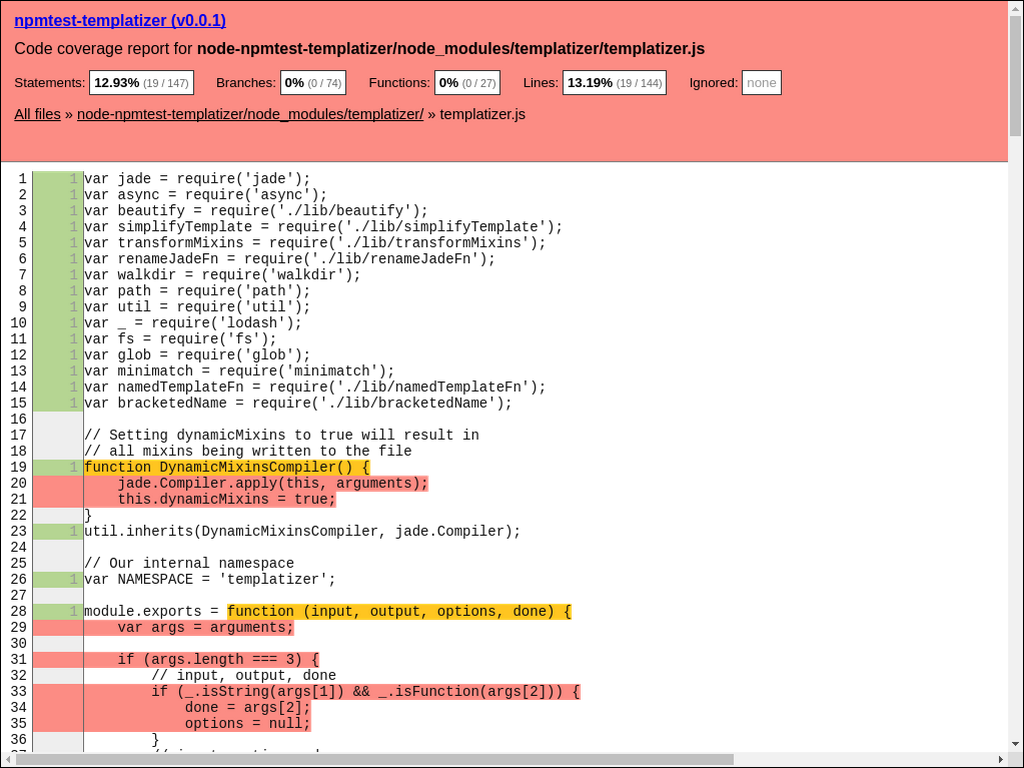 npmtest-templatizer (v0.0.1)
Code coverage report for node-npmtest-templatizer/node_modules/templatizer/templatizer.js
Statements: 12.93% (19 / 147) Branches: 0% (0 / 74) Functions: 0% (0 / 27) Lines: 13.19% (19 / 144) Ignored: none
All files » node-npmtest-templatizer/node_modules/templatizer/ » templatizer.js
1 1 var jade = require('jade');
2 1 var async = require('async');
3 1 var beautify = require('./lib/beautify');
4 1 var simplifyTemplate = require('./lib/simplifyTemplate');
5 1 var transformMixins = require('./lib/transformMixins');
6 1 var renameJadeFn = require('./lib/renameJadeFn');
7 1 var walkdir = require('walkdir');
8 1 var path = require('path');
9 1 var util = require('util');
10 1 var _ = require('lodash');
11 1 var fs = require('fs');
12 1 var glob = require('glob');
13 1 var minimatch = require('minimatch');
14 1 var namedTemplateFn = require('./lib/namedTemplateFn');
15 1 var bracketedName = require('./lib/bracketedName');
16
17 // Setting dynamicMixins to true will result in
18 // all mixins being written to the file
19 1 function DynamicMixinsCompiler() {
20     jade.Compiler.apply(this, arguments);
21     this.dynamicMixins = true;
22 }
23 1 util.inherits(DynamicMixinsCompiler, jade.Compiler);
24
25 // Our internal namespace
26 1 var NAMESPACE = 'templatizer';
27
28 1 module.exports = function (input, output, options, done) {
29     var args = arguments;
30
31     if (args.length === 3) {
32         // input, output, done
33         if (_.isString(args[1]) && _.isFunction(args[2])) {
34             done = args[2];
35             options = null;
36         }